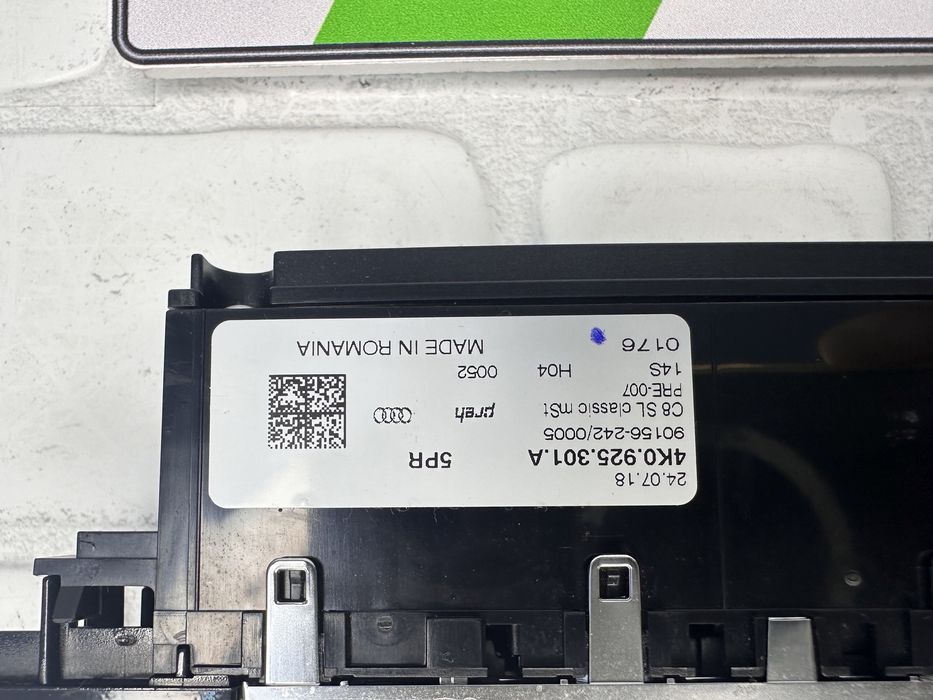 24.07.18
4K0.925.301.A 5PR
90156-242/0005
C8 SL classic mSt preh
PRE-007
14S H04 0052
0176 MADE IN ROMANIA